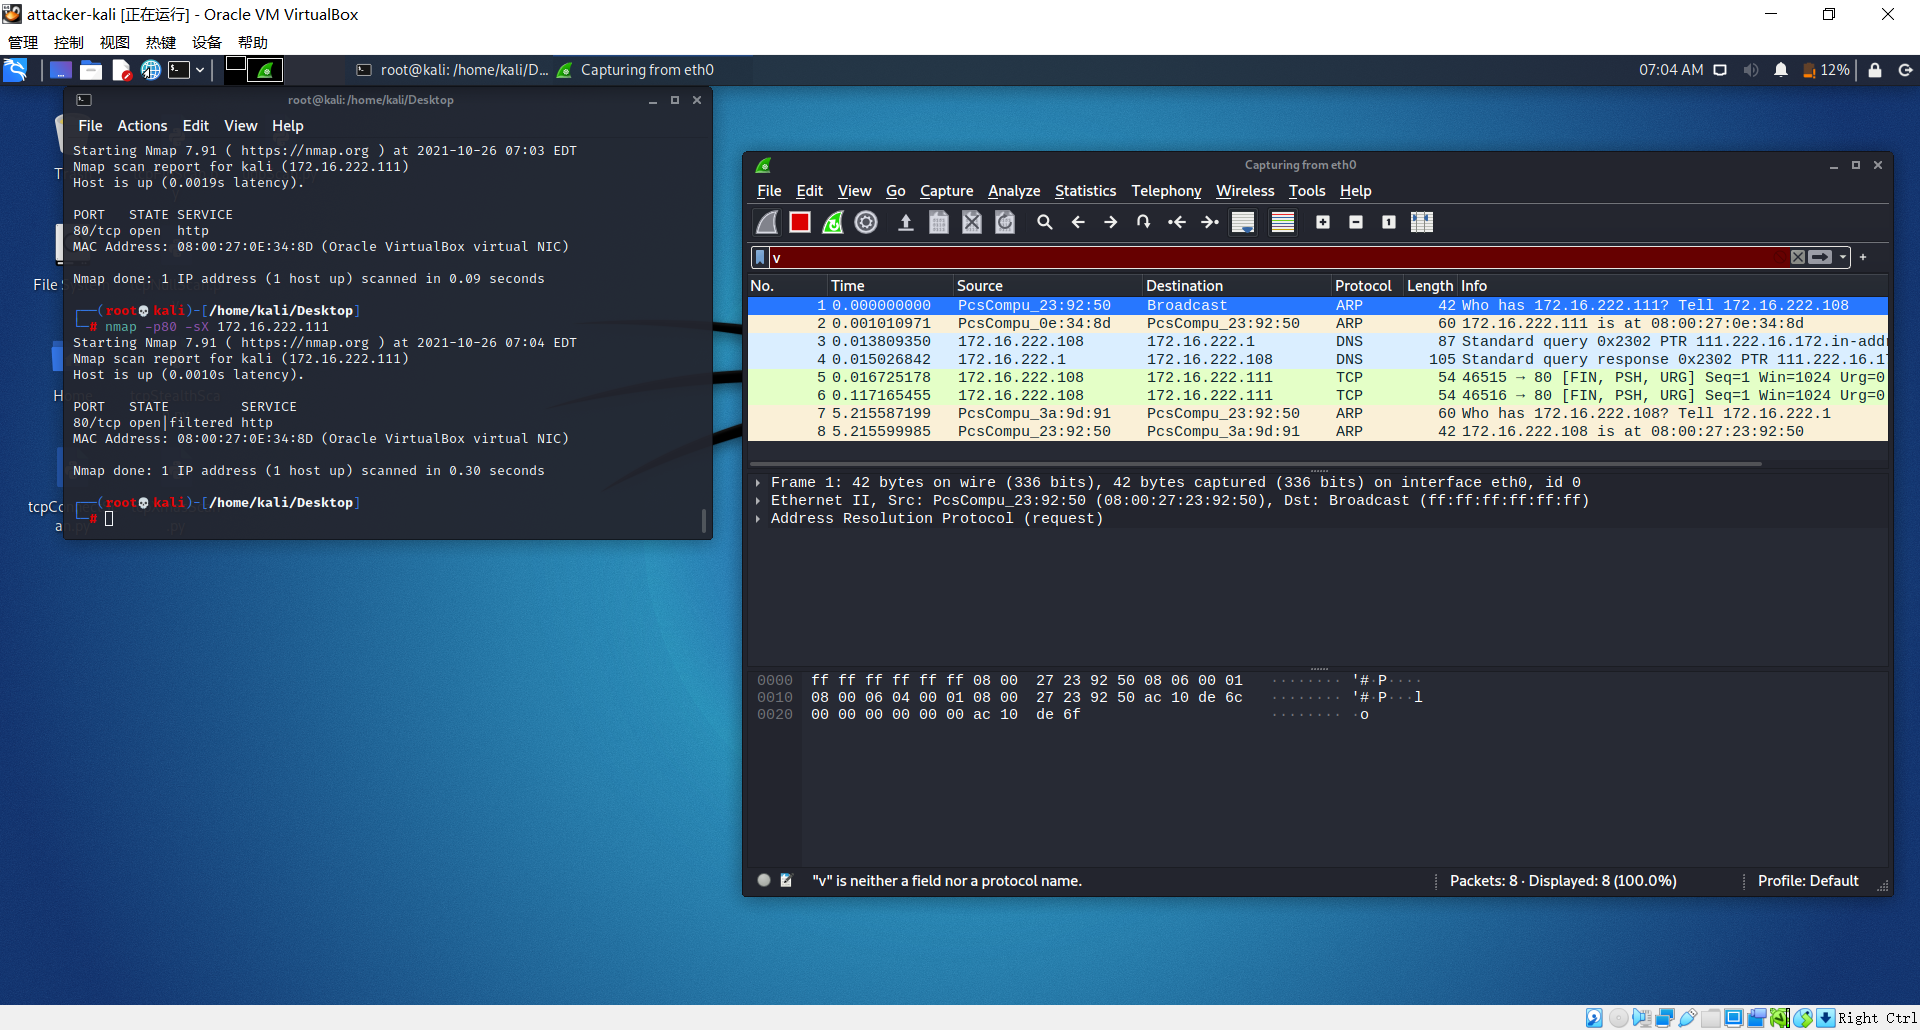 attacker-kali [正在运行] - Oracle VM VirtualBox
管理 控制 视图 热键 设备 帮助
root@kali: /home/kali/D... Capturing from eth0 07:04 AM 12%
root@kali:/home/kali/Desktop
File Actions Edit View Help
Starting Nmap 7.91 ( https://nmap.org ) at 2021-10-26 07:03 EDT
Nmap scan report for kali (172.16.222.111)
Host is up (0.0019s latency).
PORT STATE SERVICE
80/tcp open http
MAC Address: 08:00:27:0E:34:8D (Oracle VirtualBox virtual NIC)
Nmap done: 1 IP address (1 host up) scanned in 0.09 seconds
(root💀kali)-[/home/kali/Desktop]
# nmap -p80 -sX 172.16.222.111
Starting Nmap 7.91 ( https://nmap.org ) at 2021-10-26 07:04 EDT
Nmap scan report for kali (172.16.222.111)
Host is up (0.0010s latency).
PORT STATE SERVICE
80/tcp open|filtered http
MAC Address: 08:00:27:0E:34:8D (Oracle VirtualBox virtual NIC)
Nmap done: 1 IP address (1 host up) scanned in 0.30 seconds
(root💀kali)-[/home/kali/Desktop]
#
File Sy
tcpCo
Capturing from eth0
File Edit View Go Capture Analyze Statistics Telephony Wireless Tools Help
v
No. Time Source Destination Protocol Length Info
1 0.000000000 PcsCompu_23:92:50 Broadcast ARP 42 Who has 172.16.222.111? Tell 172.16.222.108
2 0.001010971 PcsCompu_0e:34:8d PcsCompu_23:92:50 ARP 60 172.16.222.111 is at 08:00:27:0e:34:8d
3 0.013809350 172.16.222.108 172.16.222.1 DNS 87 Standard query 0x2302 PTR 111.222.16.172.in-addr
4 0.015026842 172.16.222.1 172.16.222.108 DNS 105 Standard query response 0x2302 PTR 111.222.16.17
5 0.016725178 172.16.222.108 172.16.222.111 TCP 54 46515 → 80 [FIN, PSH, URG] Seq=1 Win=1024 Urg=0
6 0.117165455 172.16.222.108 172.16.222.111 TCP 54 46516 → 80 [FIN, PSH, URG] Seq=1 Win=1024 Urg=0
7 5.215587199 PcsCompu_3a:9d:91 PcsCompu_23:92:50 ARP 60 Who has 172.16.222.108? Tell 172.16.222.1
8 5.215599985 PcsCompu_23:92:50 PcsCompu_3a:9d:91 ARP 42 172.16.222.108 is at 08:00:27:23:92:50
Frame 1: 42 bytes on wire (336 bits), 42 bytes captured (336 bits) on interface eth0, id 0
Ethernet II, Src: PcsCompu_23:92:50 (08:00:27:23:92:50), Dst: Broadcast (ff:ff:ff:ff:ff:ff)
Address Resolution Protocol (request)
0000 ff ff ff ff ff ff 08 00 27 23 92 50 08 06 00 01 ········ '#·P····
0010 08 00 06 04 00 01 08 00 27 23 92 50 ac 10 de 6c ········ '#·P···l
0020 00 00 00 00 00 00 ac 10 de 6f ········ ·o
"v" is neither a field nor a protocol name. Packets: 8 · Displayed: 8 (100.0%) Profile: Default
Right Ctrl